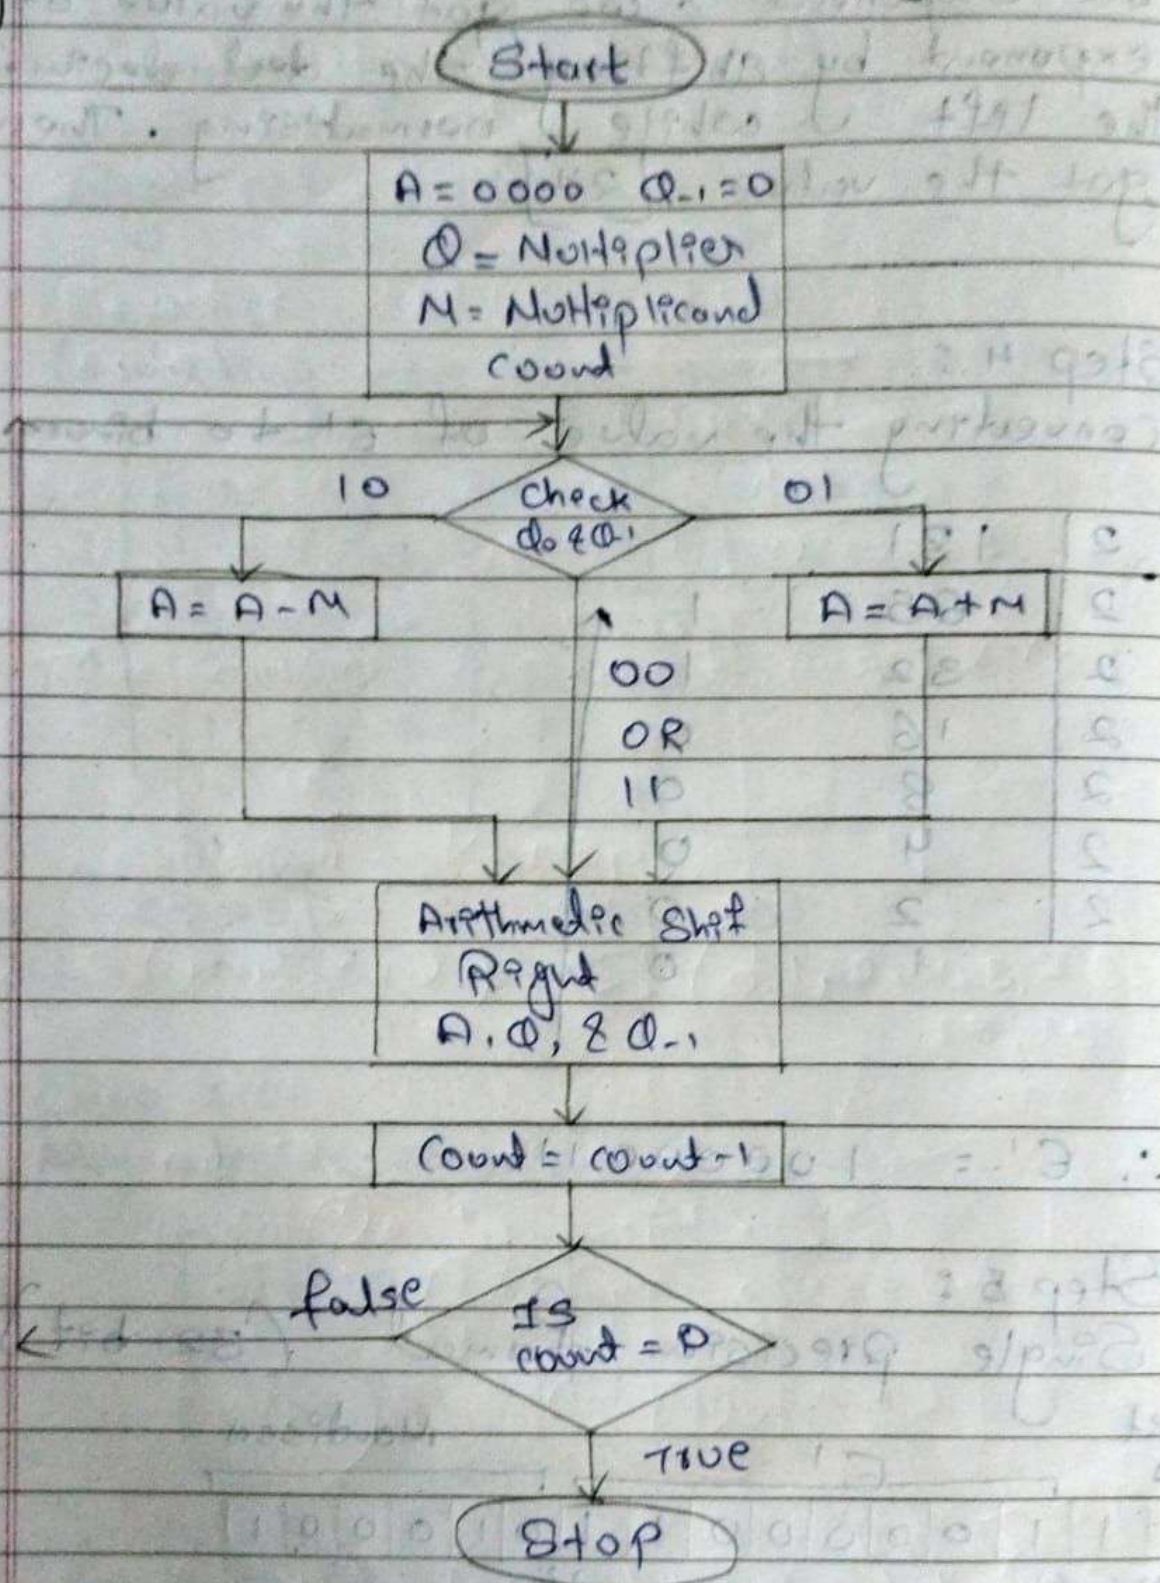 Start
A = 0000 Q-1 = 0
Q = Multiplier
M = Multiplicand
Count
10
Check
Q0 & Q-1
01
A = A - M
A = A + M
00
OR
11
Arithmetic Shif
Right
A, Q, & Q-1
Count = count - 1
false
IS
count = 0
True
Stop